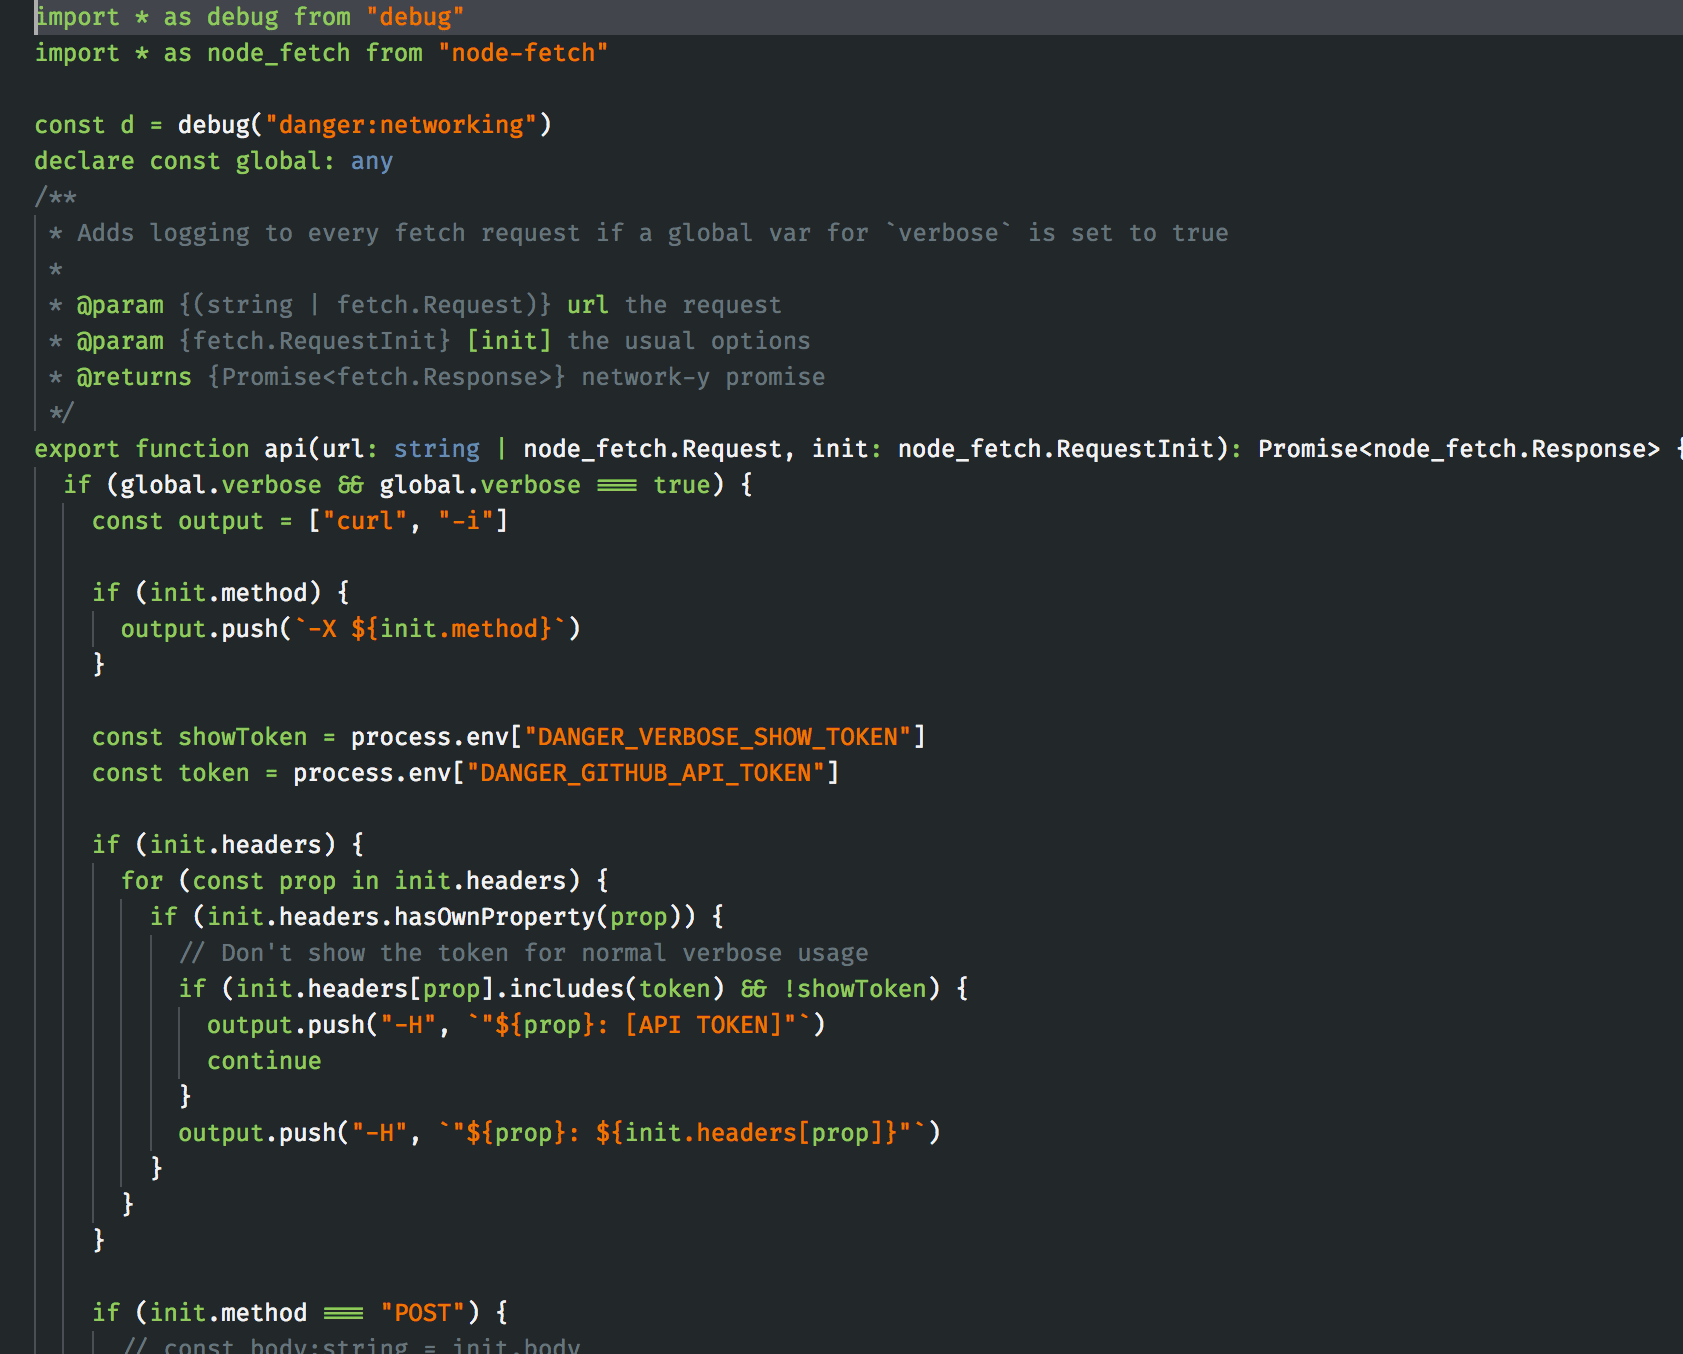 import * as debug from "debug"
import * as node_fetch from "node-fetch"

const d = debug("danger:networking")
declare const global: any
/**
 * Adds logging to every fetch request if a global var for `verbose` is set to true
 *
 * @param {(string | fetch.Request)} url the request
 * @param {fetch.RequestInit} [init] the usual options
 * @returns {Promise<fetch.Response>} network-y promise
 */
export function api(url: string | node_fetch.Request, init: node_fetch.RequestInit): Promise<node_fetch.Response> {
  if (global.verbose && global.verbose === true) {
    const output = ["curl", "-i"]

    if (init.method) {
      output.push(`-X ${init.method}`)
    }

    const showToken = process.env["DANGER_VERBOSE_SHOW_TOKEN"]
    const token = process.env["DANGER_GITHUB_API_TOKEN"]

    if (init.headers) {
      for (const prop in init.headers) {
        if (init.headers.hasOwnProperty(prop)) {
          // Don't show the token for normal verbose usage
          if (init.headers[prop].includes(token) && !showToken) {
            output.push("-H", `"${prop}: [API TOKEN]"`)
            continue
          }
          output.push("-H", `"${prop}: ${init.headers[prop]}"`)
        }
      }
    }

    if (init.method === "POST") {
      // const body:string = init.body